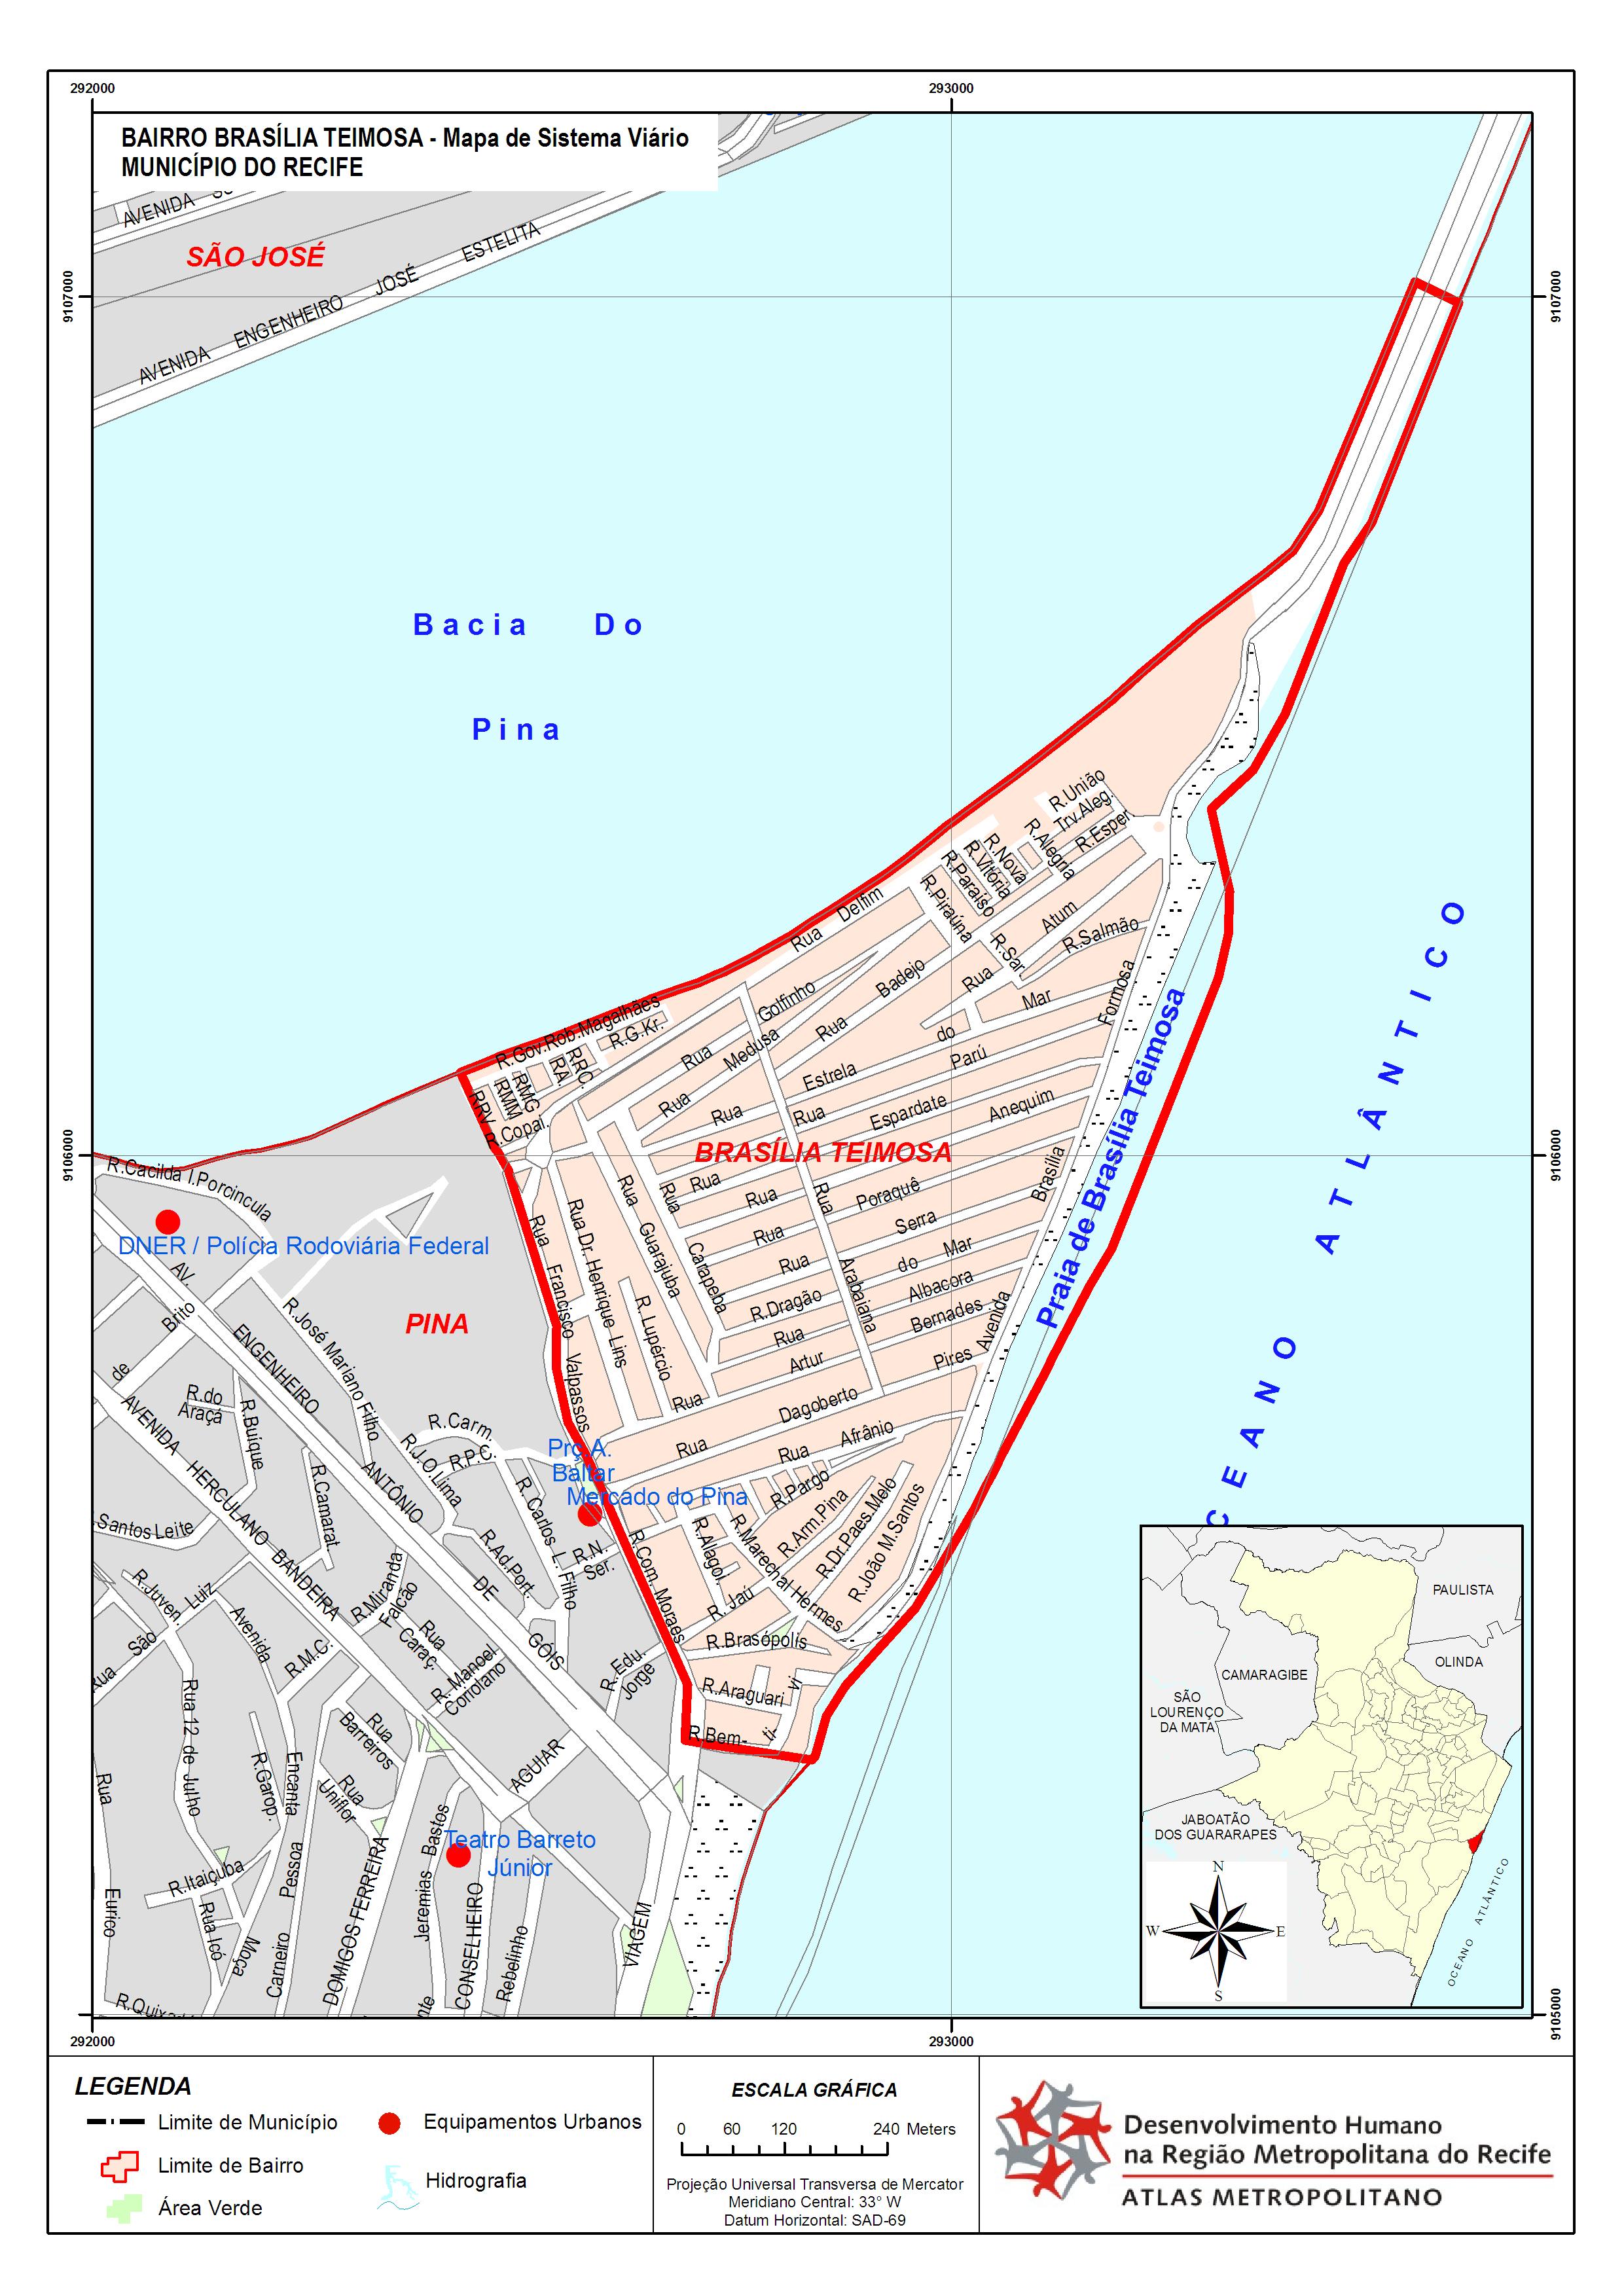 292000
293000
BAIRRO BRASÍLIA TEIMOSA - Mapa de Sistema Viário
MUNICÍPIO DO RECIFE
AVENIDA
SÃO JOSÉ
AVENIDA ENGENHEIRO JOSÉ ESTELITA
9107000
9107000
Bacia Do
Pina
R.União
Trv.Aleg.
R.Esper.
R.Alegria
R.Nova
R.Vitória
R.Paraíso
R.Piraúna
Rua Delfim
R.Sar.
Rua Atum
R.Salmão
Rua Golfinho
Rua Medusa
Rua Badejo
Rua Estrela do Mar
Rua Parú
Rua Espardate
Rua Anequim
R.Gov.Rob.Magalhães
R.G.Kr.
RRO.
RA.
RMG
RMM
RRV
R.Copal.
BRASÍLIA TEIMOSA
Avenida Brasília Formosa
Praia de Brasília Teimosa
OCEANO ATLÂNTICO
9106000
9106000
R.Cacilda I.Porcincula
DNER / Polícia Rodoviária Federal
PINA
Rua Francisco Valpassos
Rua Dr. Henrique Lins
Rua Guarajuba
R. Lupércio
Rua Carapeba
Rua Arabaiana
Rua Poraquê
Rua Serra do Mar
R.Dragão do Mar
Rua Albacora
Rua Artur Bernades
Rua Dagoberto Pires
Rua Afrânio
AV. ENGENHEIRO ANTÔNIO DE GÓIS
de Brito
R.José Mariano Filho
AVENIDA HERCULANO BANDEIRA
R.do
Araçá
R.Buíque
R.Camarat.
R.Carm.
R.P.C.
R.J.O.Lima
R. Carlos L. Filho
R.Ad.Port.
Prç A.
Baltar
Mercado do Pina
R.N.
Ser.
R.Com. Moraes
R.Pargo
R.Arm.Pina
R.Dr.Paes.Melo
R.João M.Santos
R.Marechal Hermes
R.Alagol.
R. Jaú
R.Brasópolis
R.Araguari
R.Bem-ti-vi
Santos Leite
R.Juven.
Rua São Luiz
Avenida
R.M.C.
R.Miranda
Falcão
Rua
Caraç.
R. Manoel
Coriolano
R.Edu.
Jorge
AGUIAR
Rua 12 de Julho
R.Garop.
Rua
Barreiros
Rua
Uniflor
Encanta Moça
Rua Eurico
R.Itaiçuba
Rua Icó
Carneiro Pessoa
DOMIGOS FERREIRA
Jeremias Bastos
Teatro Barreto
Júnior
CONSELHEIRO
Rebelinho
VIAGEM
PAULISTA
OLINDA
CAMARAGIBE
SÃO
LOURENÇO
DA MATA
JABOATÃO
DOS GUARARAPES
OCEANO ATLÂNTICO
N
W E
S
9105000
292000
293000
LEGENDA
Limite de Município
Limite de Bairro
Área Verde
Equipamentos Urbanos
Hidrografia
ESCALA GRÁFICA
0 60 120 240 Meters
Projeção Universal Transversa de Mercator
Meridiano Central: 33° W
Datum Horizontal: SAD-69
Desenvolvimento Humano
na Região Metropolitana do Recife
ATLAS METROPOLITANO